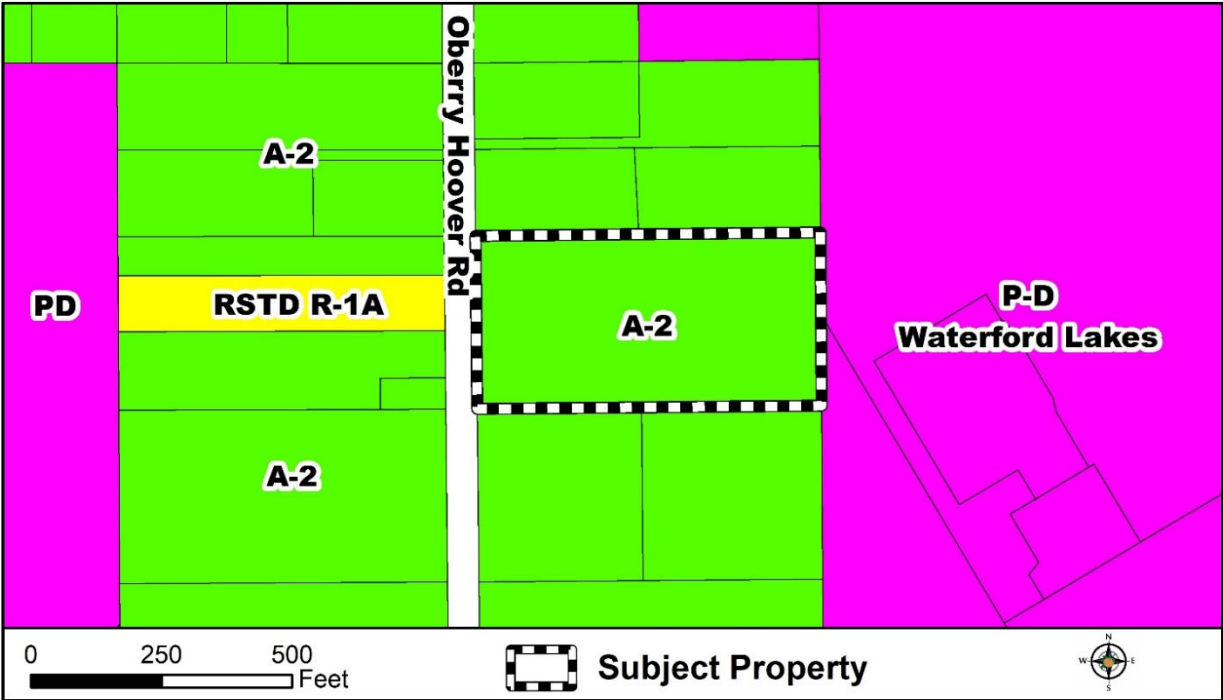 Oberry Hoover Rd
A-2
PD
RSTD R-1A
A-2
P-D
Waterford Lakes
A-2
0 250 500
Feet
Subject Property
N
W E
S